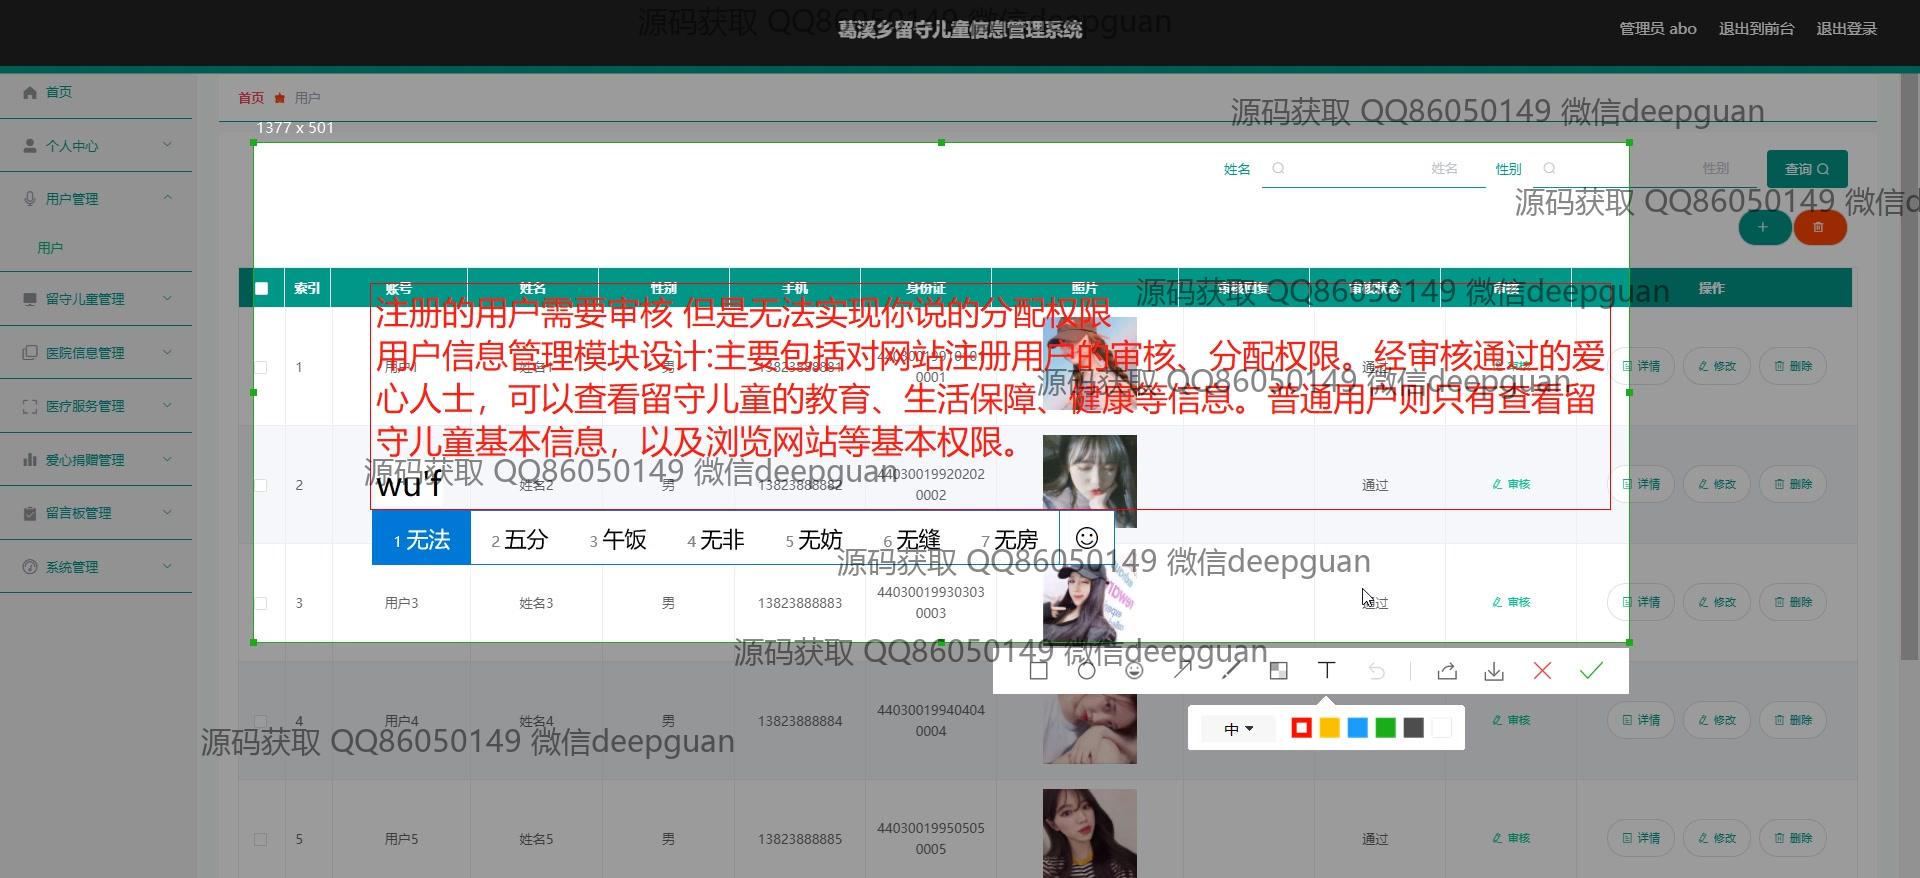 源码获取 QQ86050149 微信deepguan
葛溪乡留守儿童信息管理系统
管理员 abo
退出到前台
退出登录
首页
个人中心
用户管理
用户
留守儿童管理
医院信息管理
医疗服务管理
爱心捐赠管理
留言板管理
系统管理
首页 用户
源码获取 QQ86050149 微信deepguan
1377 x 501
姓名 姓名 性别 性别 查询
源码获取 QQ86050149 微信d
索引 账号 姓名 性别 手机 身份证 照片 审核回复 审核状态 审核 操作
源码获取 QQ86050149 微信deepguan
注册的用户需要审核 但是无法实现你说的分配权限
用户信息管理模块设计:主要包括对网站注册用户的审核、分配权限。经审核通过的爱
心人士，可以查看留守儿童的教育、生活保障、健康等信息。普通用户则只有查看留
守儿童基本信息，以及浏览网站等基本权限。
wu'f
1 用户1 姓名1 男 13823888881 440300199101010001 通过 审核 详情 修改 删除
源码获取 QQ86050149 微信deepguan
2 姓名2 男 13823888882 440300199202020002 通过 审核 详情 修改 删除
源码获取 QQ86050149 微信deepguan
1 无法 2 五分 3 午饭 4 无非 5 无妨 6 无缝 7 无房
源码获取 QQ86050149 微信deepguan
3 用户3 姓名3 男 13823888883 440300199303030003 通过 审核 详情 修改 删除
源码获取 QQ86050149 微信deepguan
4 用户4 姓名4 男 13823888884 440300199404040004 审核 详情 修改 删除
中
源码获取 QQ86050149 微信deepguan
5 用户5 姓名5 男 13823888885 440300199505050005 通过 审核 详情 修改 删除